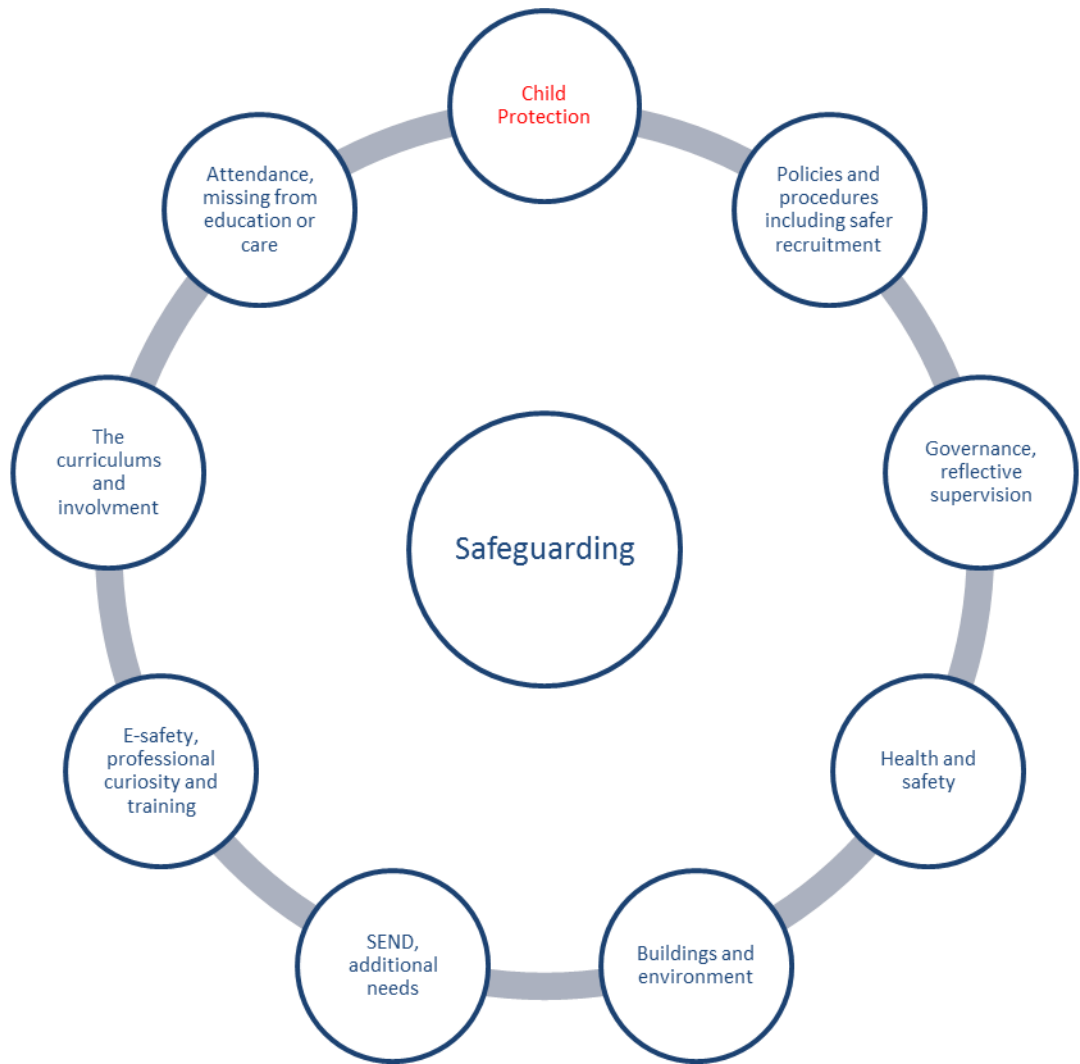 Child
Protection
Policies and
procedures
including safer
recruitment
Governance,
reflective
supervision
Health and
safety
Buildings and
environment
SEND,
additional
needs
E-safety,
professional
curiosity and
training
The
curriculums
and
involvment
Attendance,
missing from
education or
care
Safeguarding